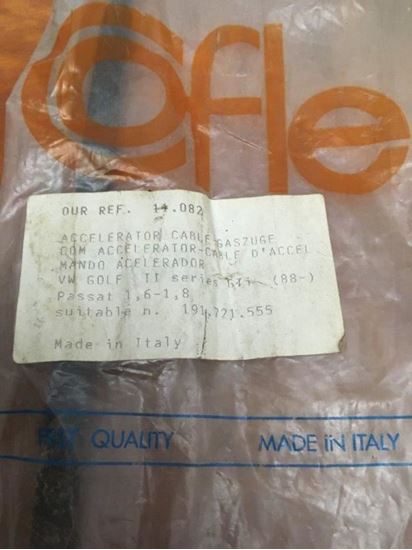 Cofle
OUR REF. 14.082
ACCELERATOR CABLE-GASZUGE
COM ACCELERATOR-CABLE D'ACCEL
MANDO ACELERADOR
VW GOLF II series (88-)
Passat 1,6-1,8
suitable n. 191.721.555
Made in Italy
QUALITY MADE iN ITALY